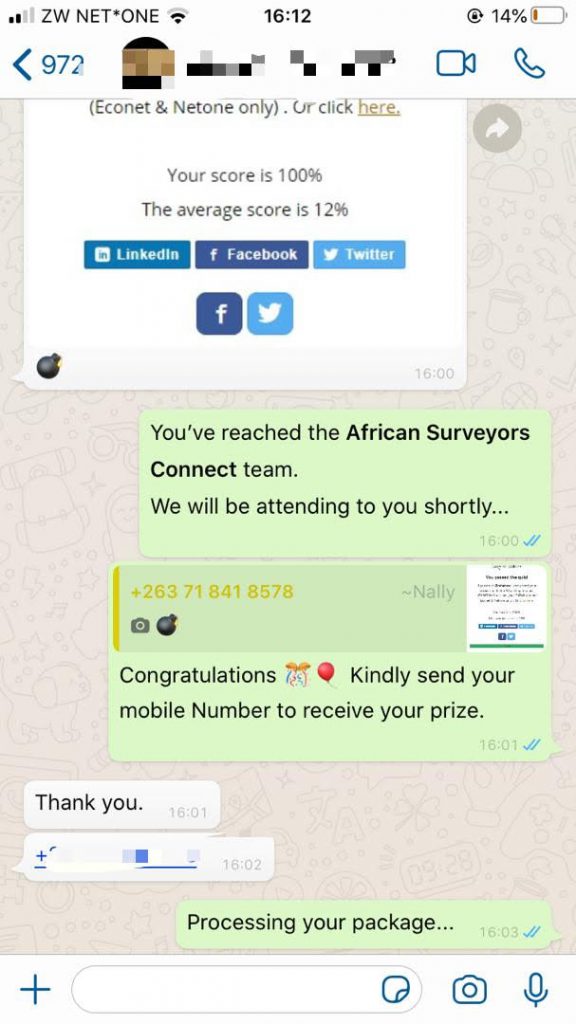 ZW NET*ONE 16:12 14%
972
(Econet & Netone only) . Or click here.
Your score is 100%
The average score is 12%
LinkedIn Facebook Twitter
16:00
You've reached the African Surveyors
Connect team.
We will be attending to you shortly...
16:00
+263 71 841 8578 ~Nally
Congratulations Kindly send your
mobile Number to receive your prize.
16:01
Thank you. 16:01
16:02
Processing your package... 16:03